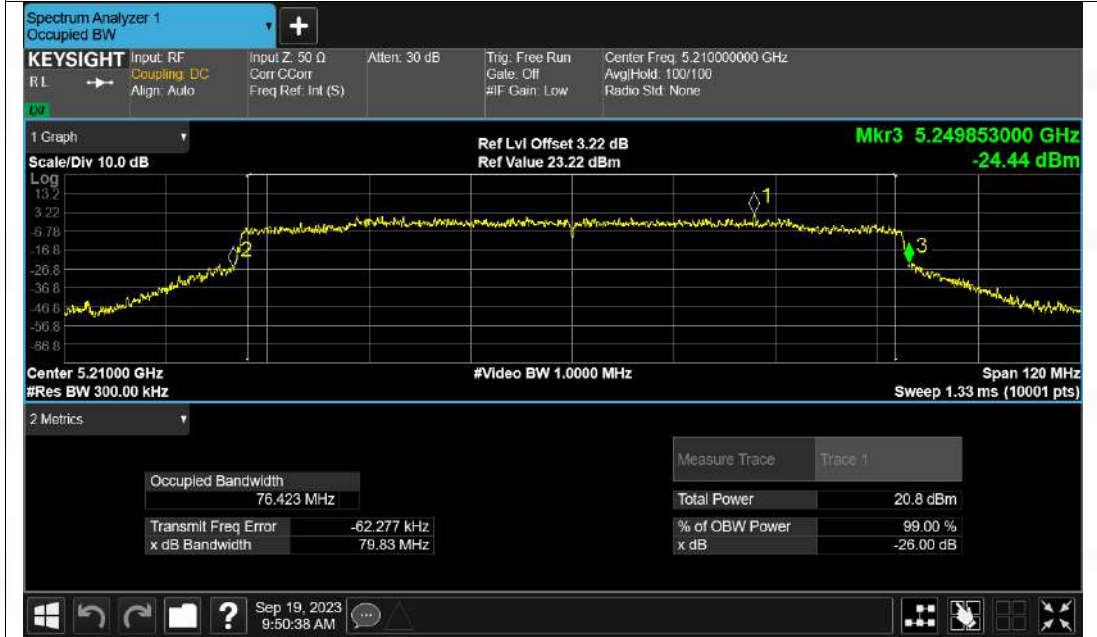 Spectrum Analyzer 1
Occupied BW
+
KEYSIGHT
Input: RF
Coupling: DC
Align: Auto
R L
LXI
Input Z: 50 Ω
Corr CCorr
Freq Ref: Int (S)
Atten: 30 dB
Trig: Free Run
Gate: Off
#IF Gain: Low
Center Freq: 5.210000000 GHz
Avg|Hold: 100/100
Radio Std: None
1 Graph
Scale/Div 10.0 dB
Ref Lvl Offset 3.22 dB
Ref Value 23.22 dBm
Mkr3 5.249853000 GHz
-24.44 dBm
Log
13.2
3.22
-6.78
-16.8
-26.8
-36.8
-46.8
-56.8
-66.8
1
2
3
Center 5.21000 GHz
#Res BW 300.00 kHz
#Video BW 1.0000 MHz
Span 120 MHz
Sweep 1.33 ms (10001 pts)
2 Metrics
Measure Trace Trace 1
Occupied Bandwidth
76.423 MHz
Total Power 20.8 dBm
Transmit Freq Error -62.277 kHz
% of OBW Power 99.00 %
x dB Bandwidth 79.83 MHz
x dB -26.00 dB
?
Sep 19, 2023
9:50:38 AM